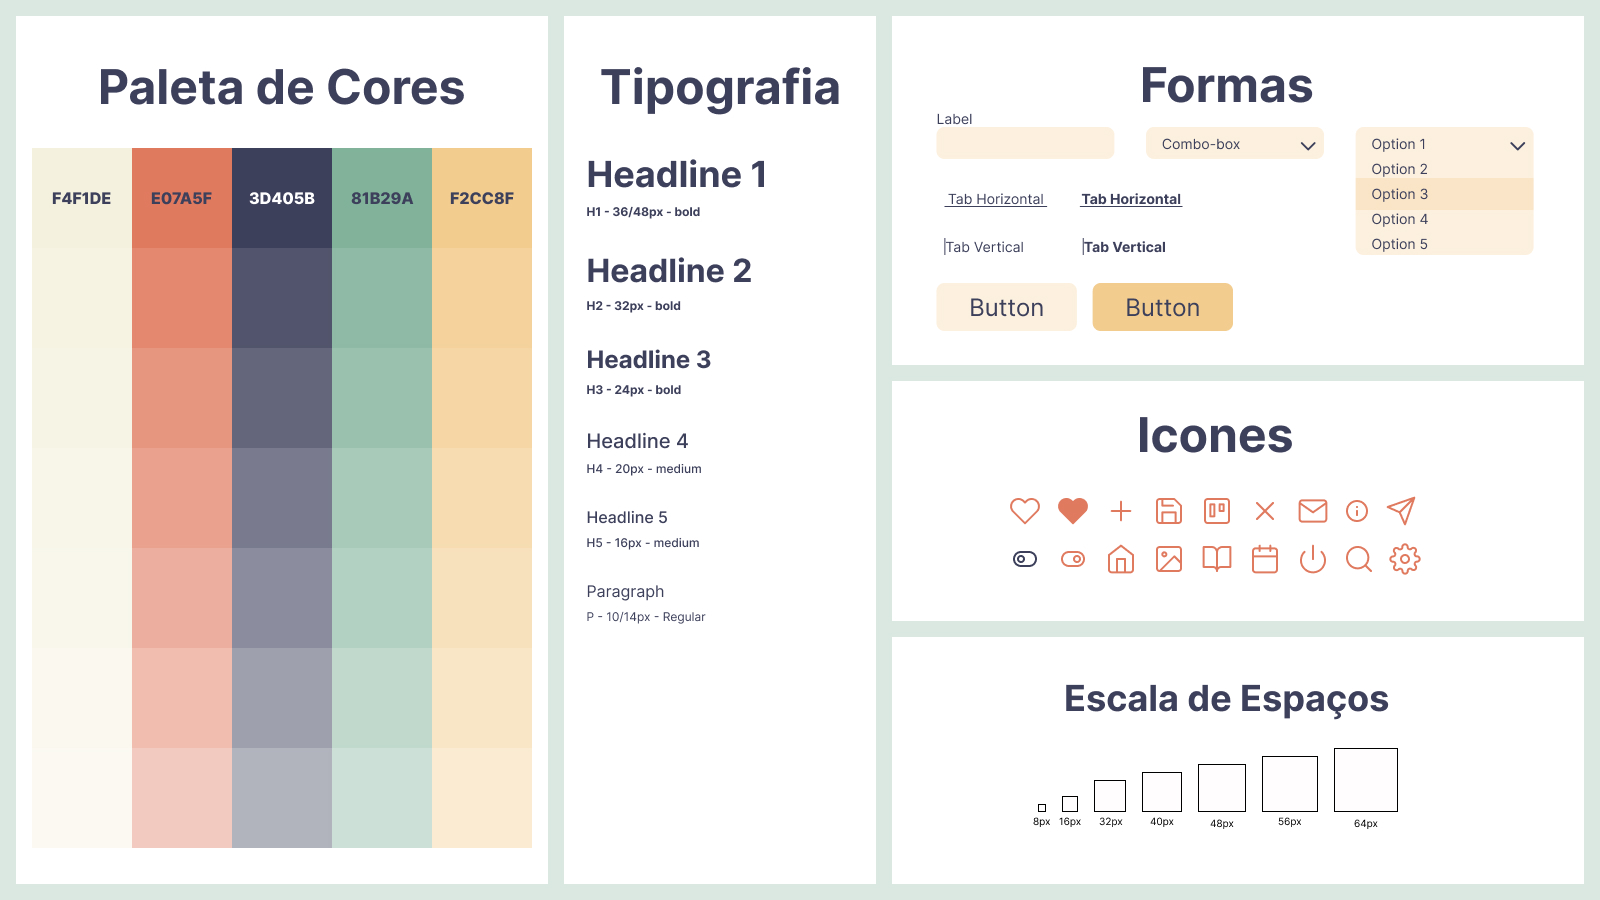 Paleta de Cores
F4F1DE
E07A5F
3D405B
81B29A
F2CC8F
Tipografia
Headline 1
H1 - 36/48px - bold
Headline 2
H2 - 32px - bold
Headline 3
H3 - 24px - bold
Headline 4
H4 - 20px - medium
Headline 5
H5 - 16px - medium
Paragraph
P - 10/14px - Regular
Formas
Label
Combo-box
Option 1
Option 2
Option 3
Option 4
Option 5
Tab Horizontal
Tab Horizontal
Tab Vertical
Tab Vertical
Button
Button
Icones
Escala de Espaços
8px
16px
32px
40px
48px
56px
64px